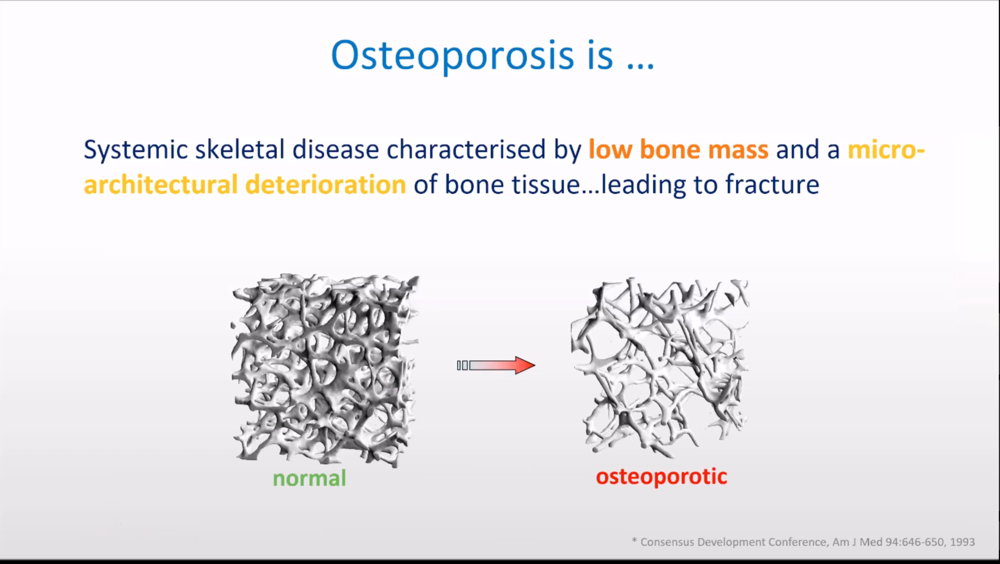 Osteoporosis is ...
Systemic skeletal disease characterised by low bone mass and a micro-
architectural deterioration of bone tissue...leading to fracture
normal
osteoporotic
* Consensus Development Conference, Am J Med 94:646-650, 1993